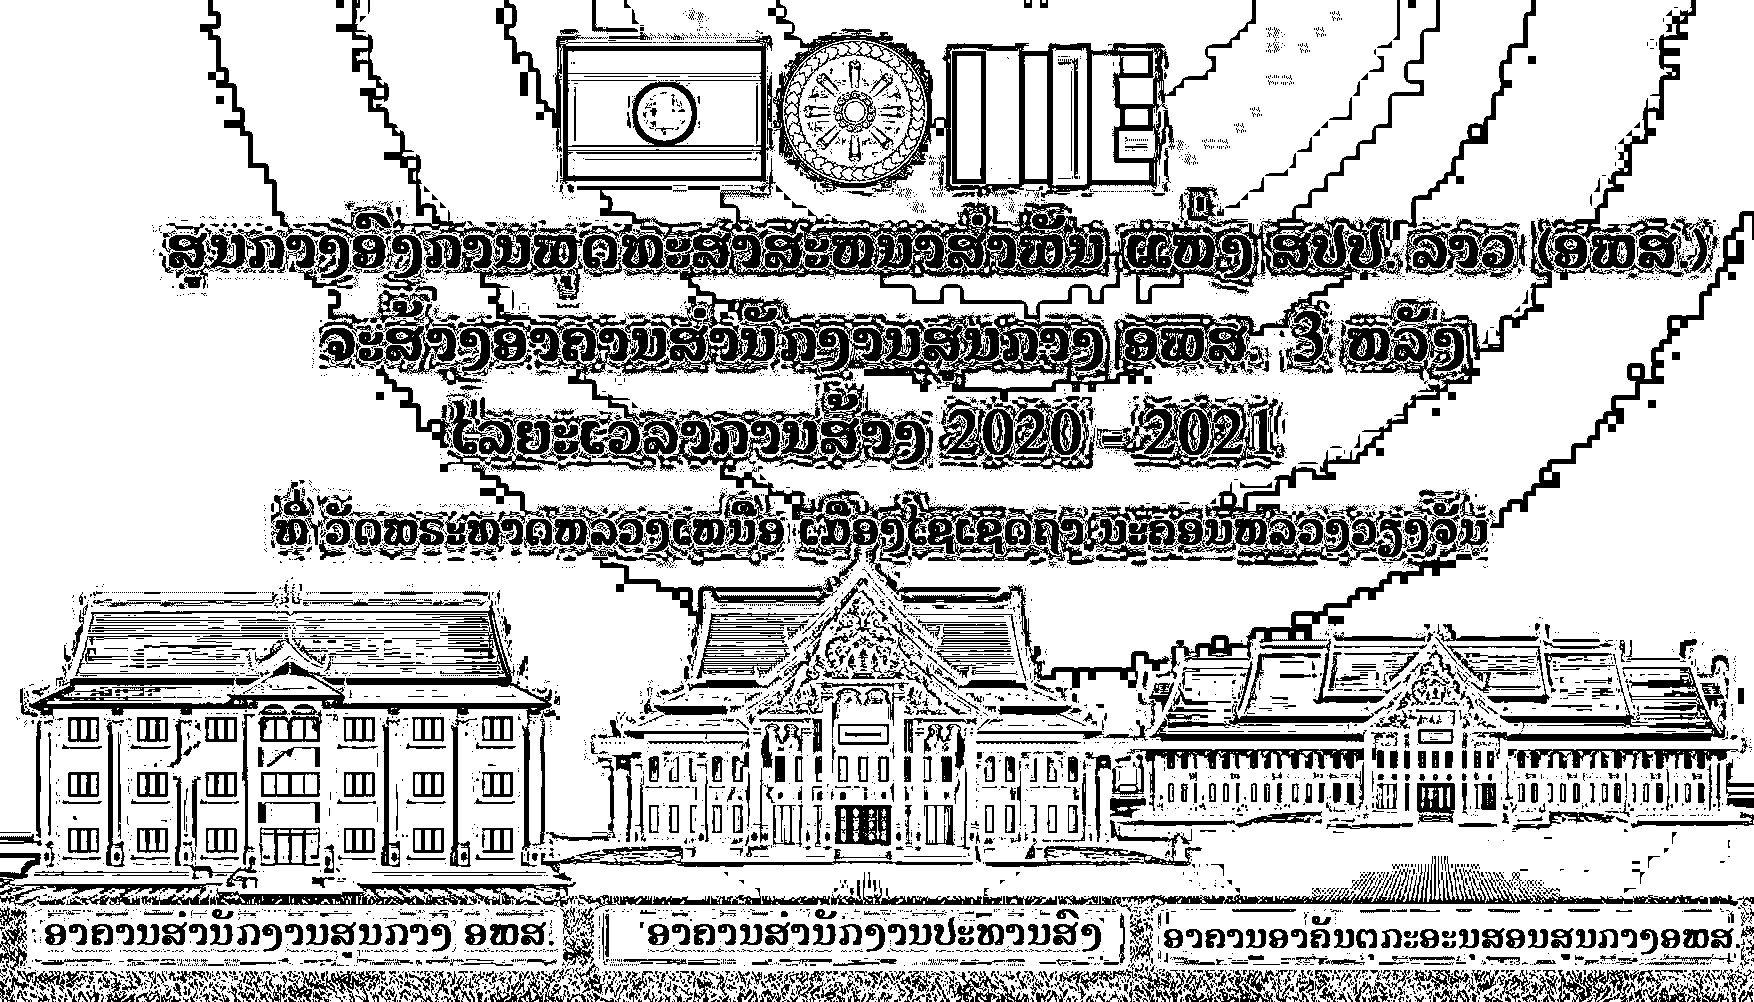 ສູນກາງອົງການພຸດທະສາສະຫນາສຳພັນ ແຫ່ງ ສປປ. ລາວ (ອພສ.)
ຈະສ້າງອາຄານສຳນັກງານສູນກາງ ອພສ. 3 ຫລັງ
ໄລຍະເວລາການສ້າງ 2020 - 2021
ທີ່ ວັດພຣະທາດຫລວງເຫນືອ ເມືອງໄຊເຊດຖາ ນະຄອນຫລວງວຽງຈັນ
ອາຄານສຳນັກງານສູນກາງ ອພສ. ອາຄານສຳນັກງານປະທານສົງ ອາຄານອາຄັນຕຸກະອະນຸສອນສູນກາງອພສ.